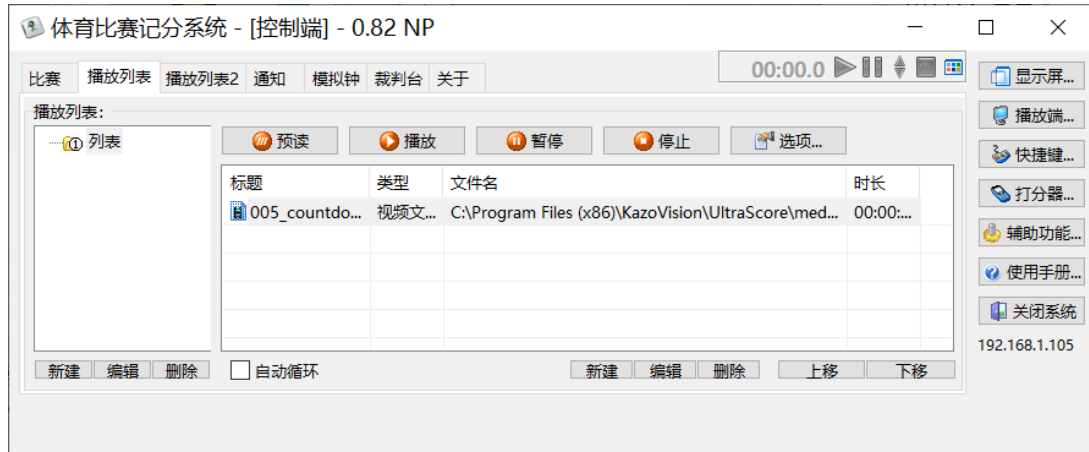 体育比赛记分系统 - [控制端] - 0.82 NP
比赛 播放列表 播放列表2 通知 模拟钟 裁判台 关于
00:00.0
播放列表:
列表
预读 播放 暂停 停止 选项...
标题 类型 文件名 时长
005_countdo... 视频文... C:\Program Files (x86)\KazoVision\UltraScore\med... 00:00:...
新建 编辑 删除 自动循环 新建 编辑 删除 上移 下移
显示屏...
播放端...
快捷键...
打分器...
辅助功能...
使用手册...
关闭系统
192.168.1.105